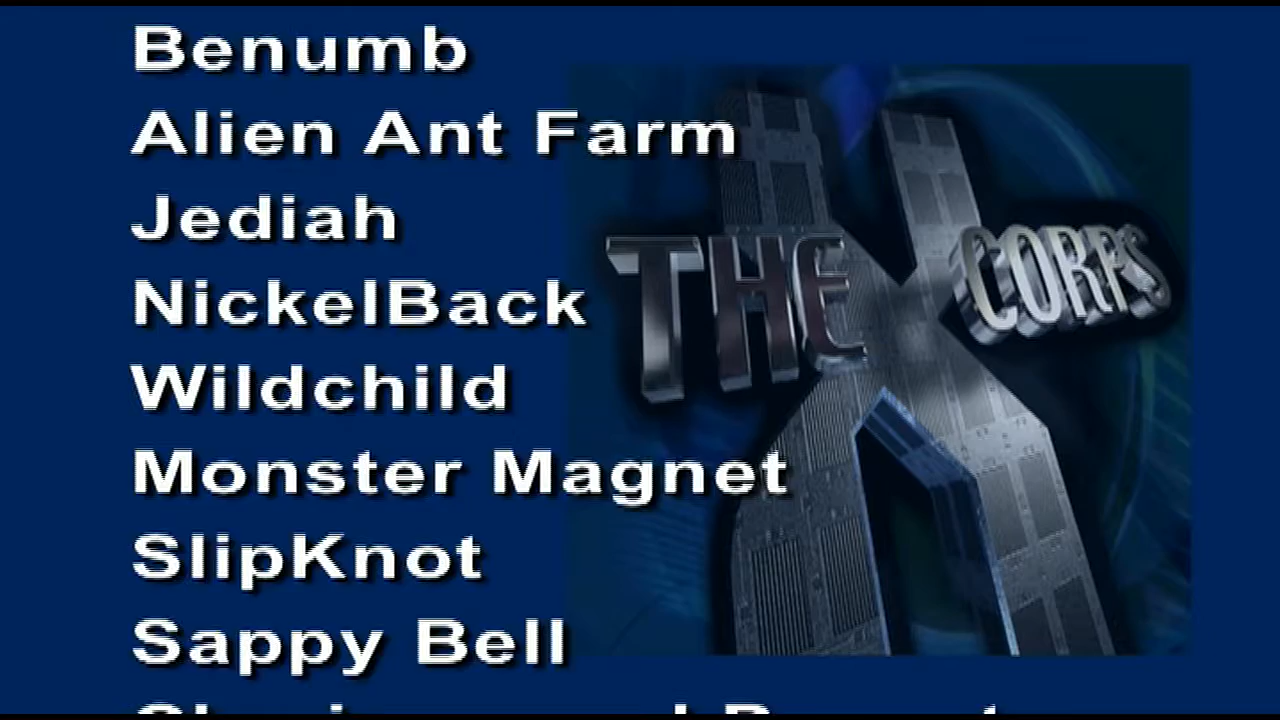 Benumb
Alien Ant Farm
Jediah
NickelBack
Wildchild
Monster Magnet
SlipKnot
Sappy Bell
THE X CORPS